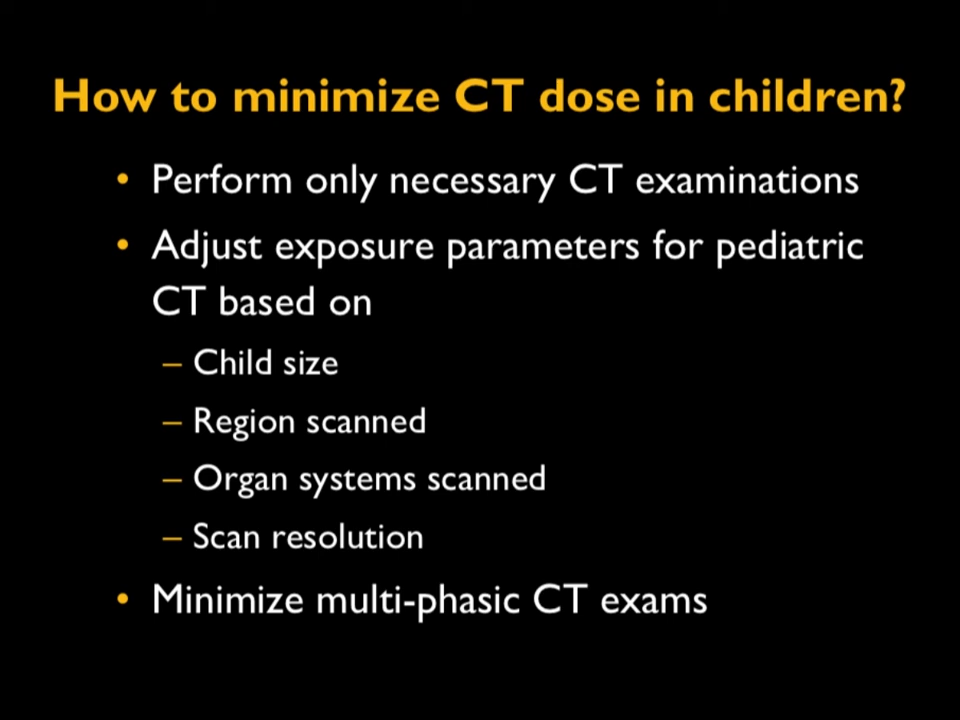 How to minimize CT dose in children?
• Perform only necessary CT examinations
• Adjust exposure parameters for pediatric
CT based on
– Child size
– Region scanned
– Organ systems scanned
– Scan resolution
• Minimize multi-phasic CT exams